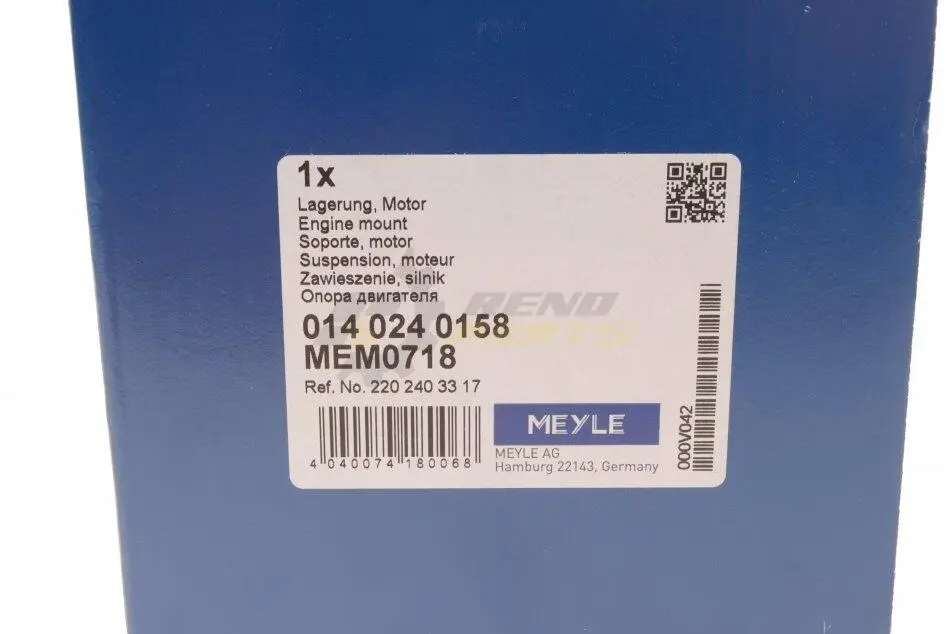 1x
Lagerung, Motor
Engine mount
Soporte, motor
Suspension, moteur
Zawieszenie, silnik
Опора двигателя
RENO
PARTS
014 024 0158
MEM0718
Ref. No. 220 240 33 17
4 040074 180068
MEYLE
MEYLE AG
Hamburg 22143, Germany
000V042